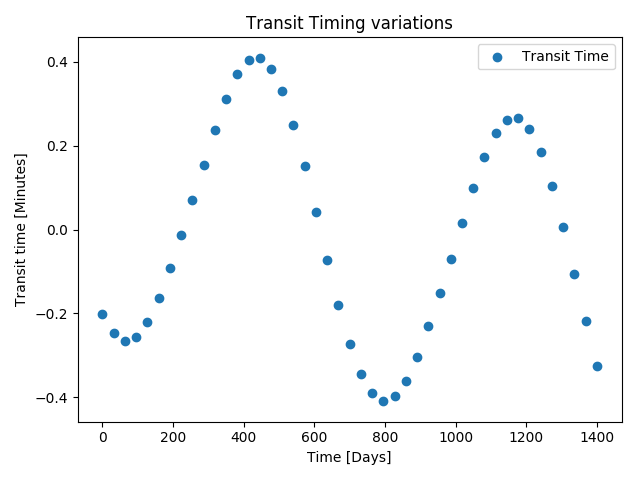 Transit Timing variations
Transit Time
Transit time [Minutes]
0.4
0.2
0.0
−0.2
−0.4
0 200 400 600 800 1000 1200 1400
Time [Days]